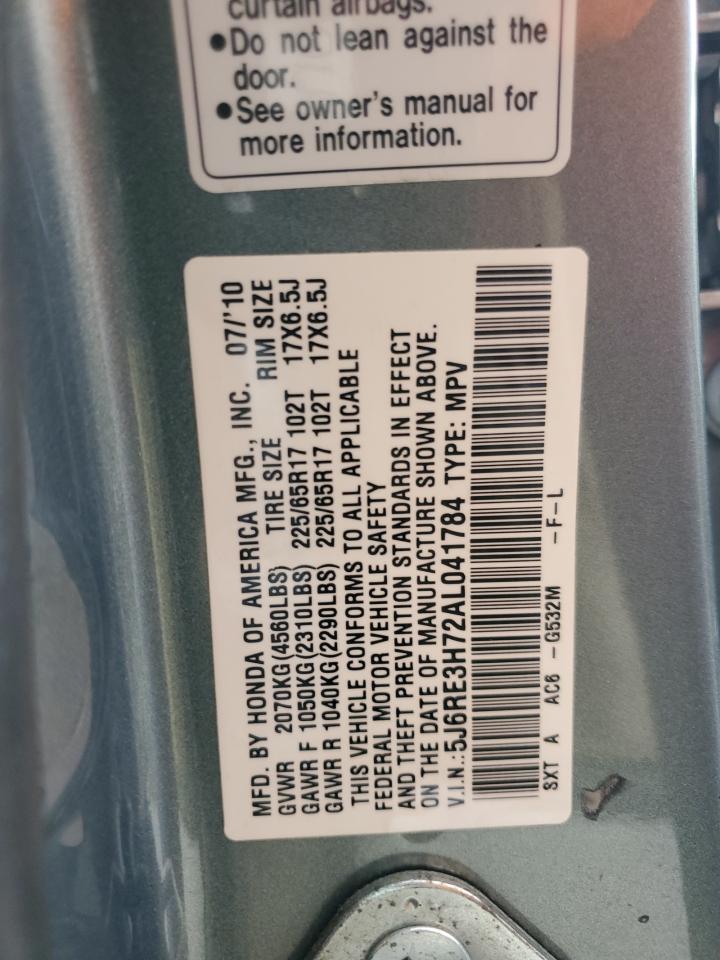 curtain airbags.
●Do not lean against the
door.
●See owner's manual for
more information.
MFD. BY HONDA OF AMERICA MFG., INC. 07/'10
GVWR 2070KG(4560LBS) TIRE SIZE RIM SIZE
GAWR F 1050KG(2310LBS) 225/65R17 102T 17X6.5J
GAWR R 1040KG(2290LBS) 225/65R17 102T 17X6.5J
THIS VEHICLE CONFORMS TO ALL APPLICABLE
FEDERAL MOTOR VEHICLE SAFETY
AND THEFT PREVENTION STANDARDS IN EFFECT
ON THE DATE OF MANUFACTURE SHOWN ABOVE.
V.I.N.:5J6RE3H72AL041784 TYPE: MPV
SXT A AC6 -G532M -F-L